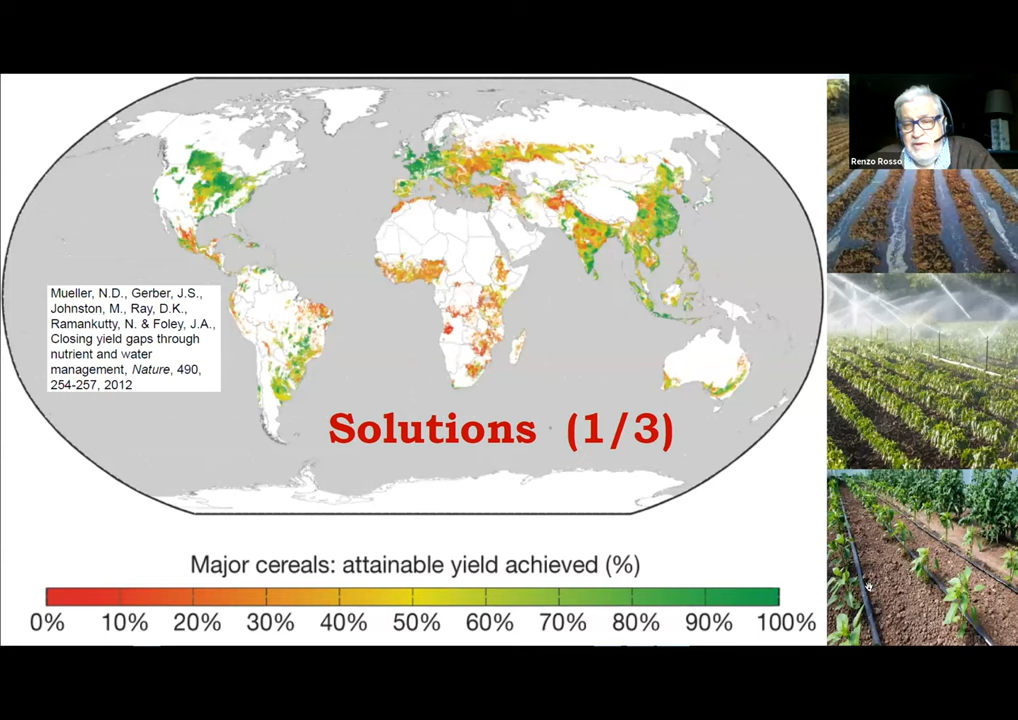 Renzo Rosso
Mueller, N.D., Gerber, J.S.,
Johnston, M., Ray, D.K.,
Ramankutty, N. & Foley, J.A.,
Closing yield gaps through
nutrient and water
management, Nature, 490,
254-257, 2012
Solutions (1/3)
Major cereals: attainable yield achieved (%)
0% 10% 20% 30% 40% 50% 60% 70% 80% 90% 100%